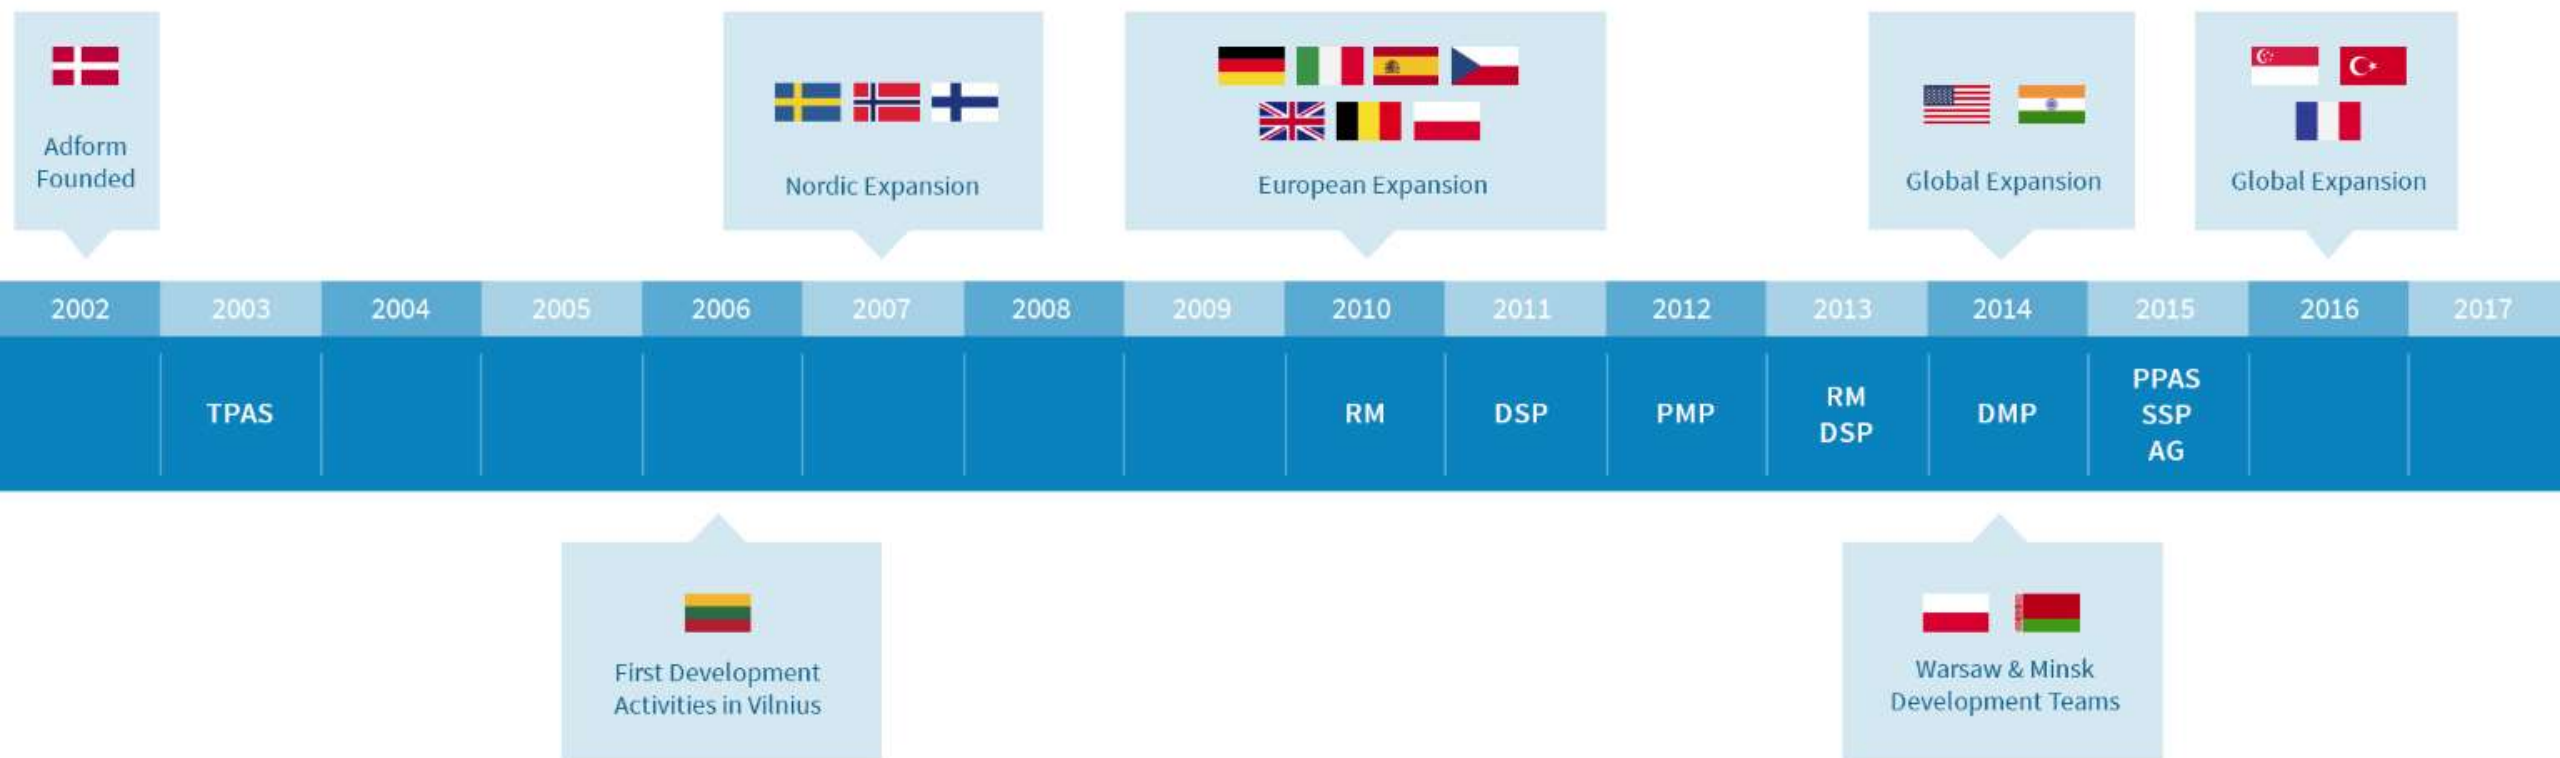 Adform
Founded
Nordic Expansion
European Expansion
Global Expansion
Global Expansion
2002 2003 2004 2005 2006 2007 2008 2009 2010 2011 2012 2013 2014 2015 2016 2017
TPAS
RM
DSP
PMP
RM
DSP
DMP
PPAS
SSP
AG
First Development
Activities in Vilnius
Warsaw & Minsk
Development Teams